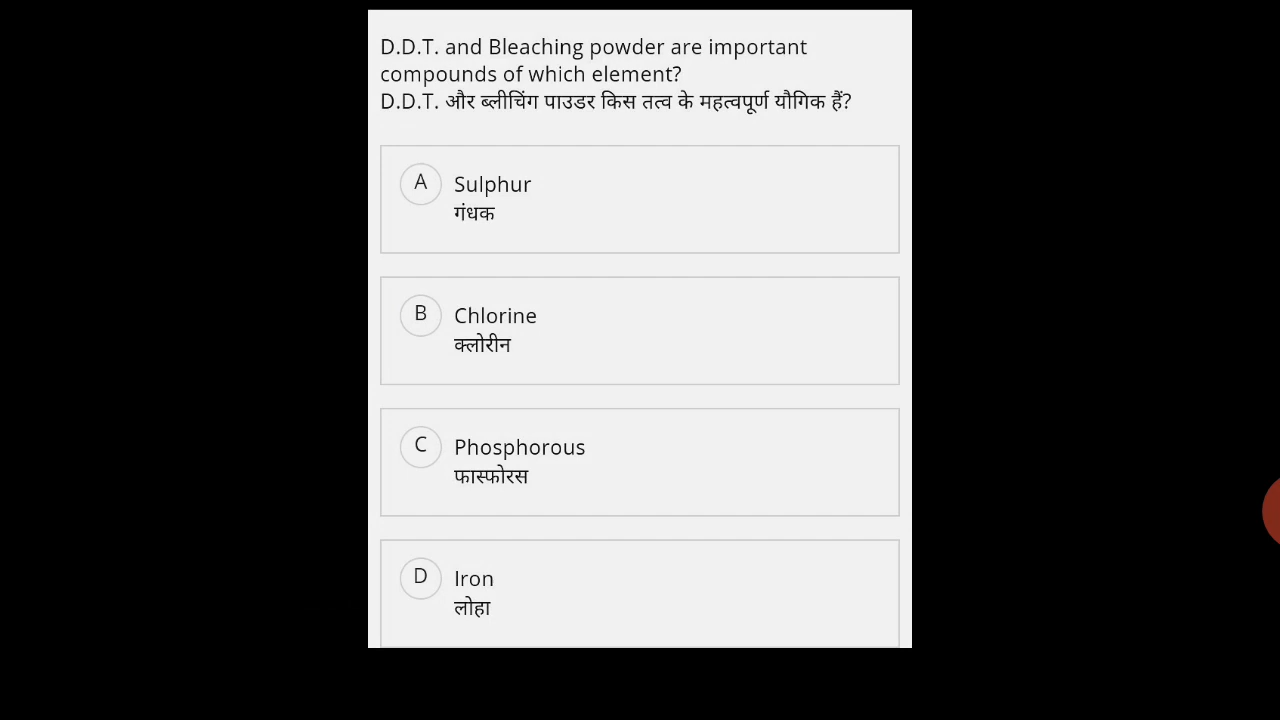 D.D.T. and Bleaching powder are important
compounds of which element?
D.D.T. और ब्लीचिंग पाउडर किस तत्व के महत्वपूर्ण यौगिक हैं?
A
Sulphur
गंधक
B
Chlorine
क्लोरीन
C
Phosphorous
फास्फोरस
D
Iron
लोहा